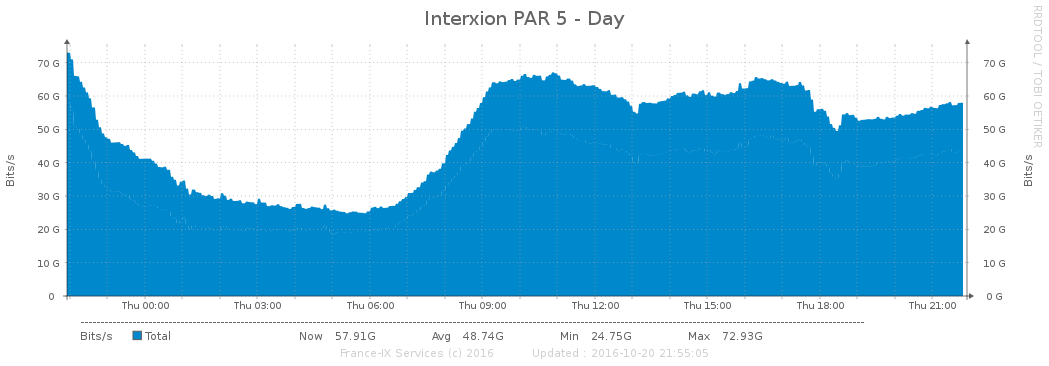 Interxion PAR 5 - Day
RRDTOOL / TOBI OETIKER
Bits/s
Bits/s
70 G 70 G
60 G 60 G
50 G 50 G
40 G 40 G
30 G 30 G
20 G 20 G
10 G 10 G
0 0 G
Thu 00:00 Thu 03:00 Thu 06:00 Thu 09:00 Thu 12:00 Thu 15:00 Thu 18:00 Thu 21:00
Bits/s Total Now 57.91G Avg 48.74G Min 24.75G Max 72.93G
France-IX Services (c) 2016 Updated : 2016-10-20 21:55:05